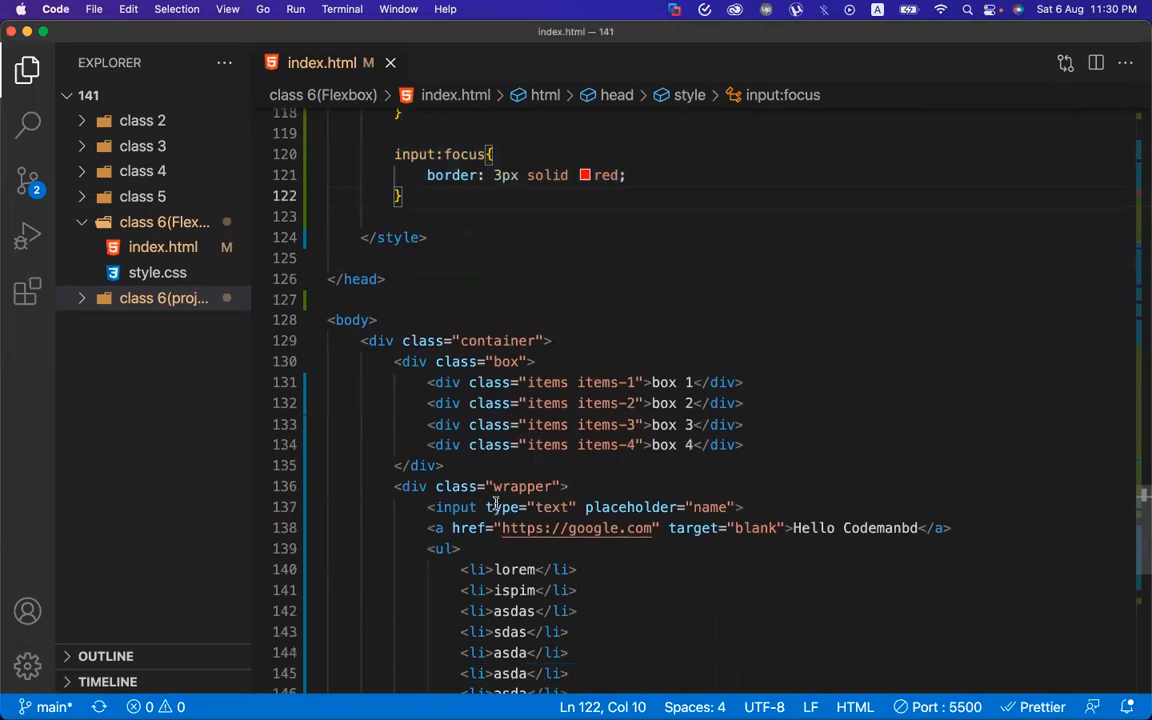 Code File Edit Selection View Go Run Terminal Window Help A Sat 6 Aug 11:30 PM
index.html — 141
EXPLORER
index.html M
141
class 6(Flexbox) > index.html > html > head > style > input:focus
class 2
class 3
class 4
class 5
class 6(Flex...
index.html M
style.css
class 6(proj...
2
118 }
119
120 input:focus{
121 border: 3px solid red;
122 }
123
124 </style>
125
126 </head>
127
128 <body>
129 <div class="container">
130 <div class="box">
131 <div class="items items-1">box 1</div>
132 <div class="items items-2">box 2</div>
133 <div class="items items-3">box 3</div>
134 <div class="items items-4">box 4</div>
135 </div>
136 <div class="wrapper">
137 <input type="text" placeholder="name">
138 <a href="https://google.com" target="blank">Hello Codemanbd</a>
139 <ul>
140 <li>lorem</li>
141 <li>ispim</li>
142 <li>asdas</li>
143 <li>sdas</li>
144 <li>asda</li>
145 <li>asda</li>
146 <li>asda</li>
OUTLINE
TIMELINE
main* 0 0 Ln 122, Col 10 Spaces: 4 UTF-8 LF HTML Port : 5500 Prettier